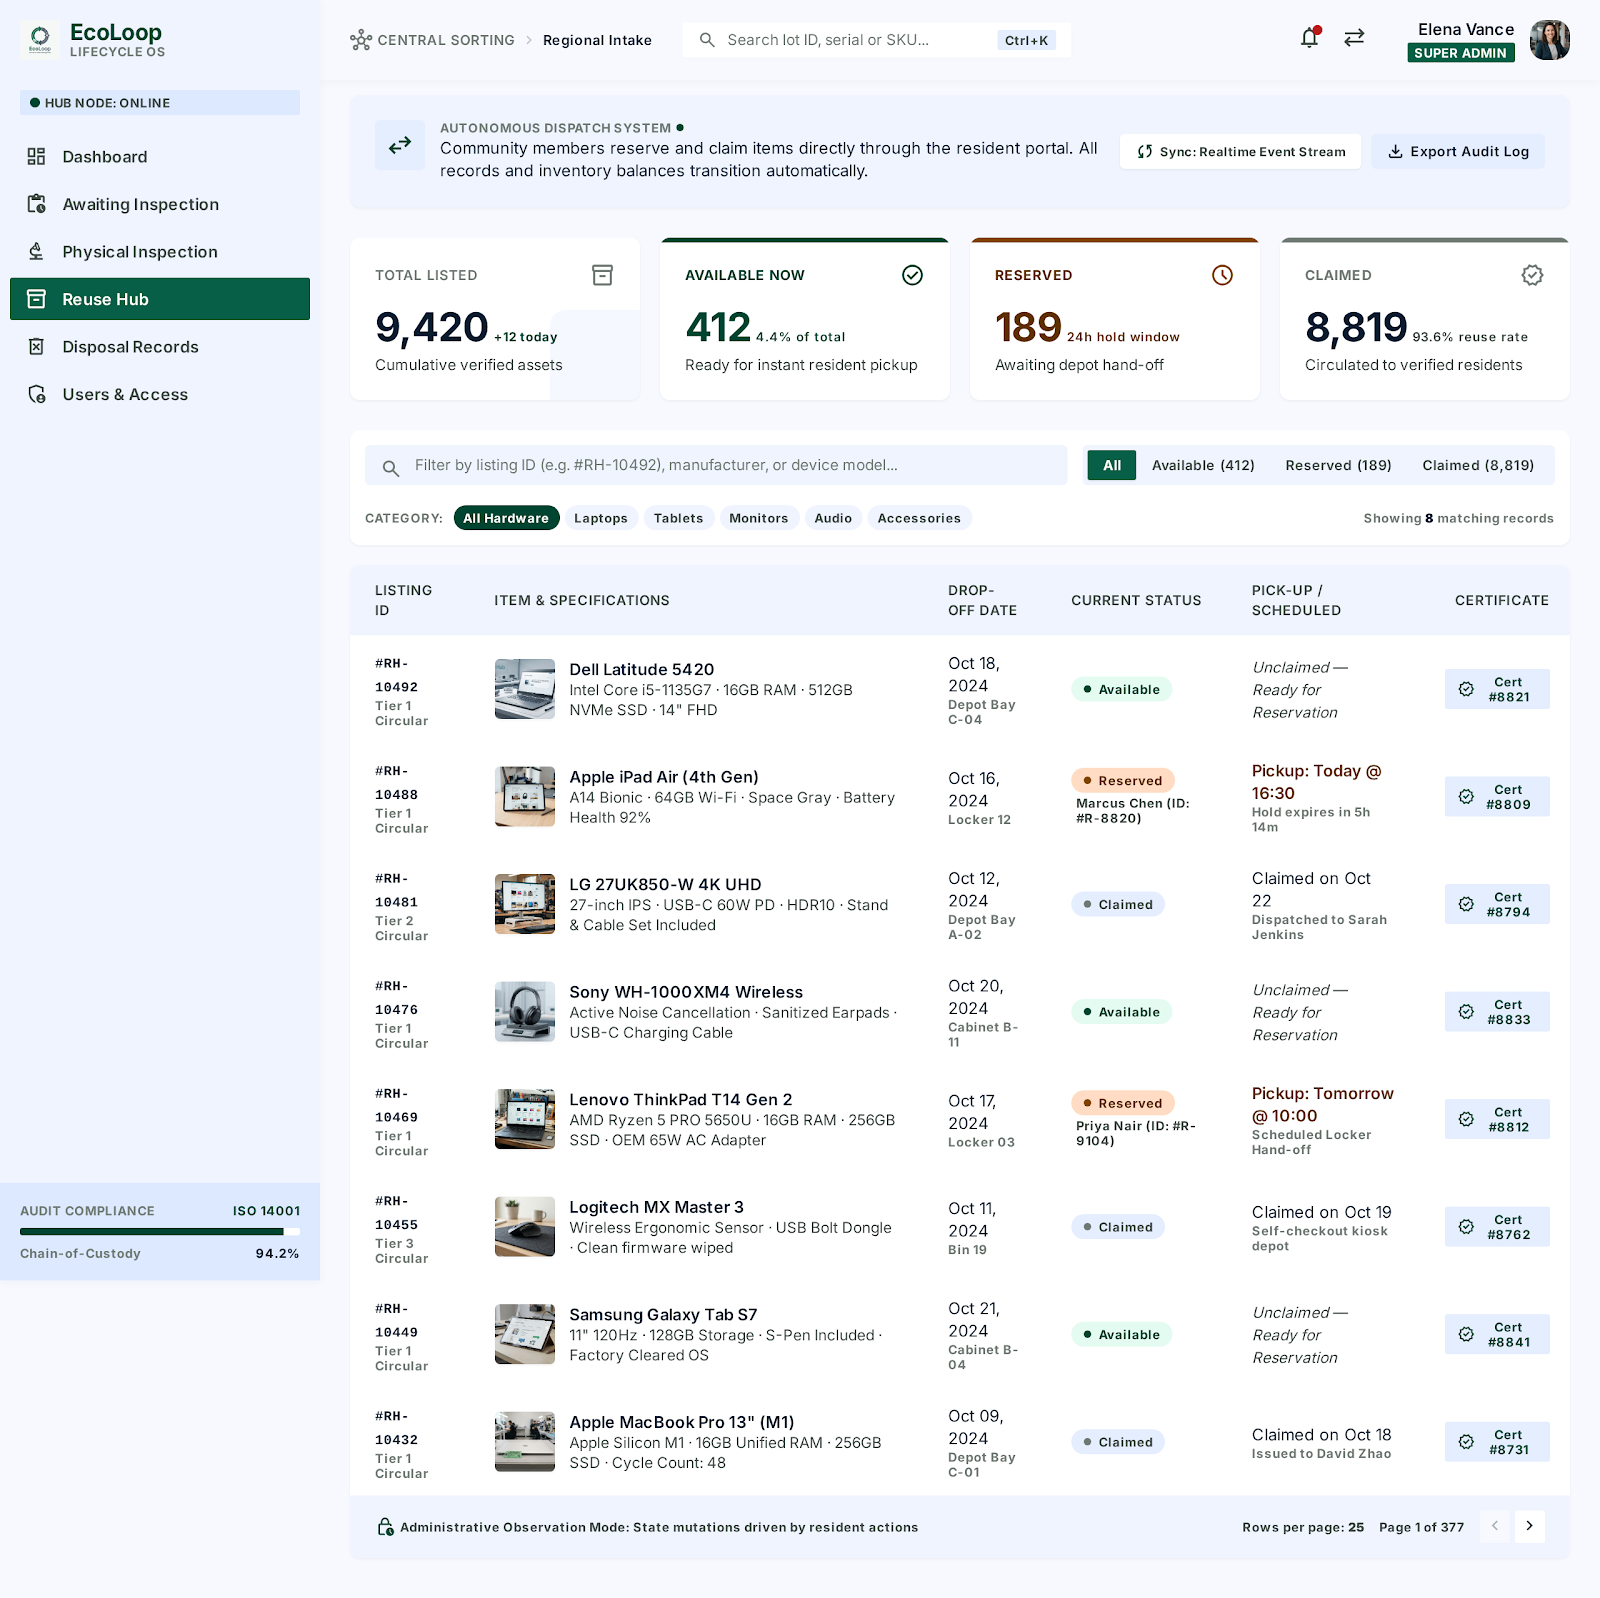 EcoLoop
LIFECYCLE OS
HUB NODE: ONLINE
Dashboard
Awaiting Inspection
Physical Inspection
Reuse Hub
Disposal Records
Users & Access
AUDIT COMPLIANCE ISO 14001
Chain-of-Custody 94.2%
CENTRAL SORTING › Regional Intake
Search lot ID, serial or SKU... Ctrl+K
Elena Vance
SUPER ADMIN
AUTONOMOUS DISPATCH SYSTEM
Community members reserve and claim items directly through the resident portal. All
records and inventory balances transition automatically.
Sync: Realtime Event Stream
Export Audit Log
TOTAL LISTED
9,420 +12 today
Cumulative verified assets
AVAILABLE NOW
412 4.4% of total
Ready for instant resident pickup
RESERVED
189 24h hold window
Awaiting depot hand-off
CLAIMED
8,819 93.6% reuse rate
Circulated to verified residents
Filter by listing ID (e.g. #RH-10492), manufacturer, or device model...
All Available (412) Reserved (189) Claimed (8,819)
CATEGORY: All Hardware Laptops Tablets Monitors Audio Accessories
Showing 8 matching records
LISTING
ID
ITEM & SPECIFICATIONS
DROP-
OFF DATE
CURRENT STATUS
PICK-UP /
SCHEDULED
CERTIFICATE
#RH-
10492
Tier 1
Circular
Dell Latitude 5420
Intel Core i5-1135G7 · 16GB RAM · 512GB
NVMe SSD · 14" FHD
Oct 18,
2024
Depot Bay
C-04
Available
Unclaimed —
Ready for
Reservation
Cert
#8821
#RH-
10488
Tier 1
Circular
Apple iPad Air (4th Gen)
A14 Bionic · 64GB Wi-Fi · Space Gray · Battery
Health 92%
Oct 16,
2024
Locker 12
Reserved
Marcus Chen (ID:
#R-8820)
Pickup: Today @
16:30
Hold expires in 5h
14m
Cert
#8809
#RH-
10481
Tier 2
Circular
LG 27UK850-W 4K UHD
27-inch IPS · USB-C 60W PD · HDR10 · Stand
& Cable Set Included
Oct 12,
2024
Depot Bay
A-02
Claimed
Claimed on Oct
22
Dispatched to Sarah
Jenkins
Cert
#8794
#RH-
10476
Tier 1
Circular
Sony WH-1000XM4 Wireless
Active Noise Cancellation · Sanitized Earpads ·
USB-C Charging Cable
Oct 20,
2024
Cabinet B-
11
Available
Unclaimed —
Ready for
Reservation
Cert
#8833
#RH-
10469
Tier 1
Circular
Lenovo ThinkPad T14 Gen 2
AMD Ryzen 5 PRO 5650U · 16GB RAM · 256GB
SSD · OEM 65W AC Adapter
Oct 17,
2024
Locker 03
Reserved
Priya Nair (ID: #R-
9104)
Pickup: Tomorrow
@ 10:00
Scheduled Locker
Hand-off
Cert
#8812
#RH-
10455
Tier 3
Circular
Logitech MX Master 3
Wireless Ergonomic Sensor · USB Bolt Dongle
· Clean firmware wiped
Oct 11,
2024
Bin 19
Claimed
Claimed on Oct 19
Self-checkout kiosk
depot
Cert
#8762
#RH-
10449
Tier 1
Circular
Samsung Galaxy Tab S7
11" 120Hz · 128GB Storage · S-Pen Included ·
Factory Cleared OS
Oct 21,
2024
Cabinet B-
04
Available
Unclaimed —
Ready for
Reservation
Cert
#8841
#RH-
10432
Tier 1
Circular
Apple MacBook Pro 13" (M1)
Apple Silicon M1 · 16GB Unified RAM · 256GB
SSD · Cycle Count: 48
Oct 09,
2024
Depot Bay
C-01
Claimed
Claimed on Oct 18
Issued to David Zhao
Cert
#8731
Administrative Observation Mode: State mutations driven by resident actions
Rows per page: 25 Page 1 of 377